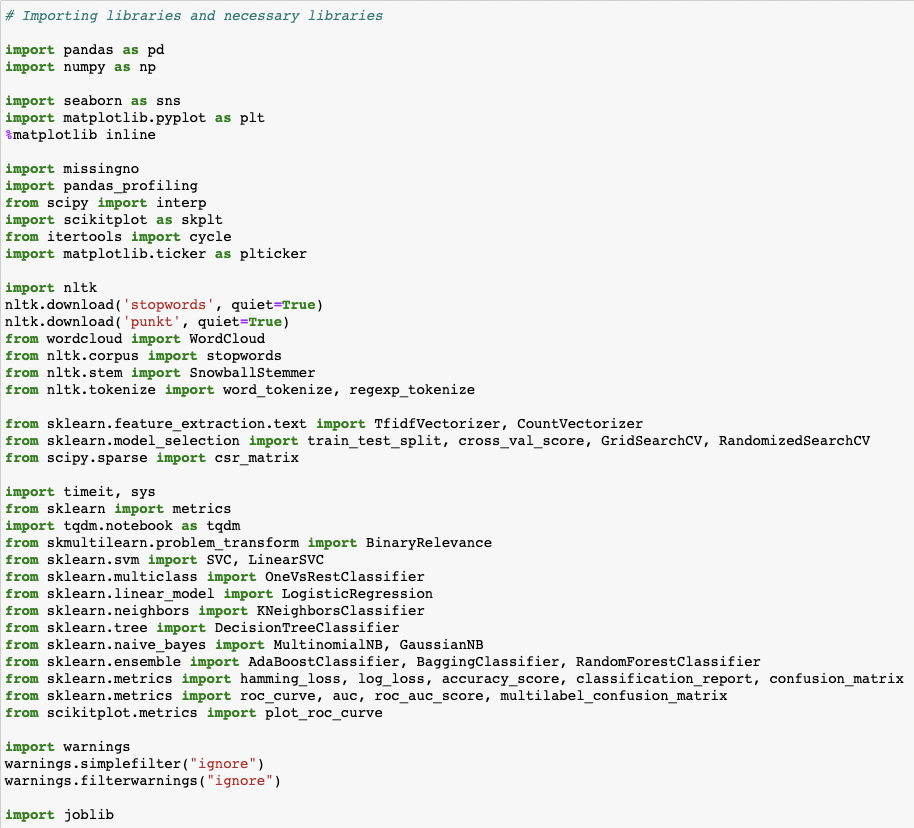 # Importing libraries and necessary libraries
import pandas as pd
import numpy as np
import seaborn as sns
import matplotlib.pyplot as plt
%matplotlib inline
import missingno
import pandas_profiling
from scipy import interp
import scikitplot as skplt
from itertools import cycle
import matplotlib.ticker as plticker
import nltk
nltk.download('stopwords', quiet=True)
nltk.download('punkt', quiet=True)
from wordcloud import WordCloud
from nltk.corpus import stopwords
from nltk.stem import SnowballStemmer
from nltk.tokenize import word_tokenize, regexp_tokenize
from sklearn.feature_extraction.text import TfidfVectorizer, CountVectorizer
from sklearn.model_selection import train_test_split, cross_val_score, GridSearchCV, RandomizedSearchCV
from scipy.sparse import csr_matrix
import timeit, sys
from sklearn import metrics
import tqdm.notebook as tqdm
from skmultilearn.problem_transform import BinaryRelevance
from sklearn.svm import SVC, LinearSVC
from sklearn.multiclass import OneVsRestClassifier
from sklearn.linear_model import LogisticRegression
from sklearn.neighbors import KNeighborsClassifier
from sklearn.tree import DecisionTreeClassifier
from sklearn.naive_bayes import MultinomialNB, GaussianNB
from sklearn.ensemble import AdaBoostClassifier, BaggingClassifier, RandomForestClassifier
from sklearn.metrics import hamming_loss, log_loss, accuracy_score, classification_report, confusion_matrix
from sklearn.metrics import roc_curve, auc, roc_auc_score, multilabel_confusion_matrix
from scikitplot.metrics import plot_roc_curve
import warnings
warnings.simplefilter("ignore")
warnings.filterwarnings("ignore")
import joblib